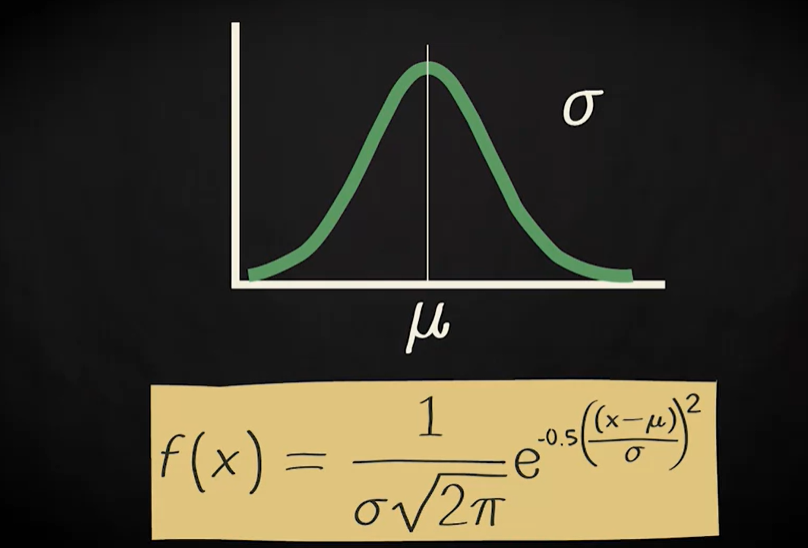 σ
μ
f(x) = 1/(σ√2π) e^-0.5((x-μ)/σ)^2